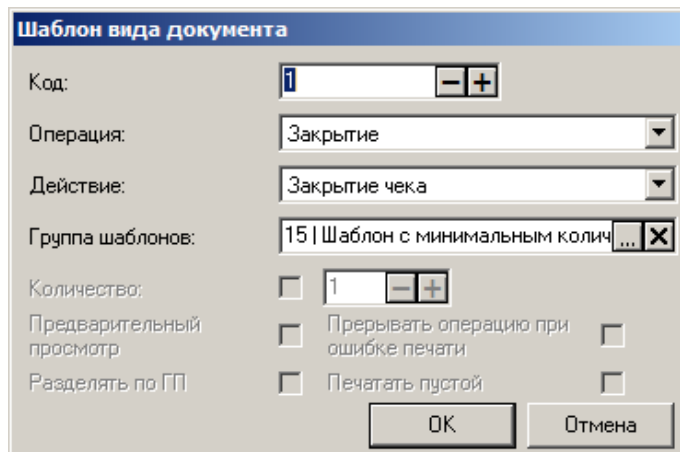 Шаблон вида документа
Код: 1
Операция: Закрытие
Действие: Закрытие чека
Группа шаблонов: 15 | Шаблон с минимальным колич ...
Количество: 1
Предварительный просмотр
Прерывать операцию при ошибке печати
Разделять по ГП
Печатать пустой
OK Отмена